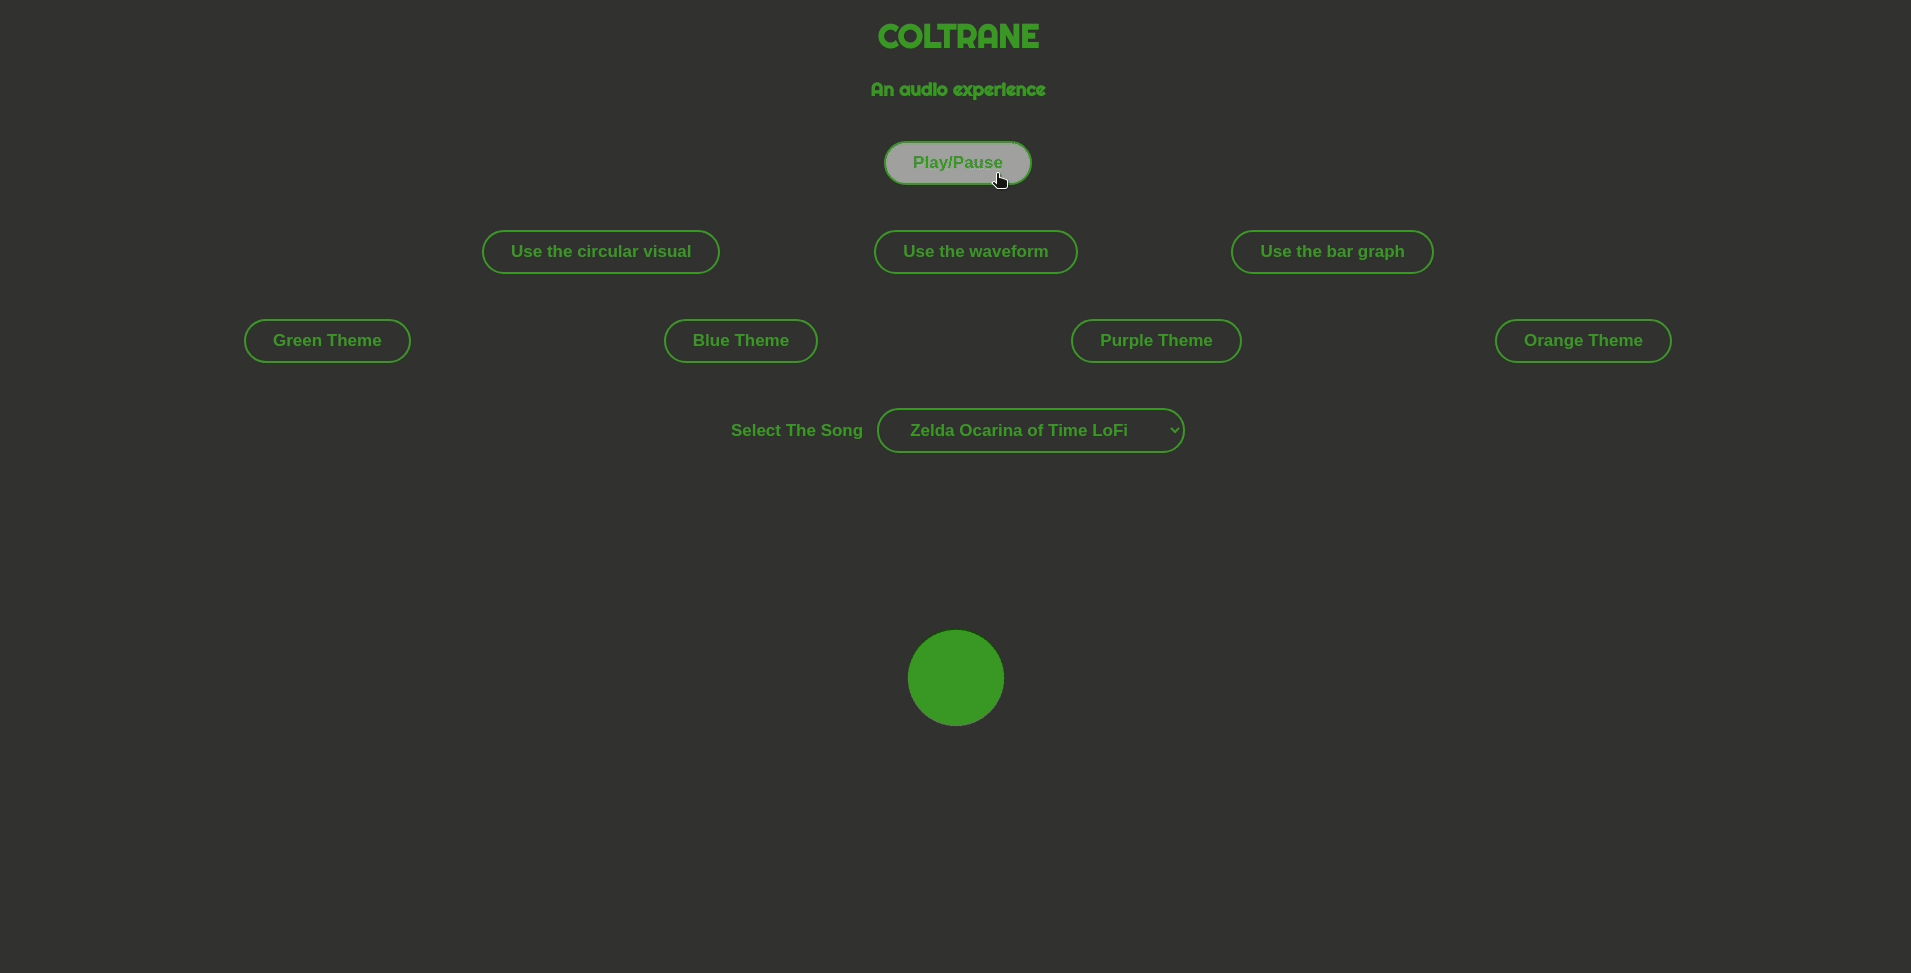 COLTRANE
An audio experience
Play/Pause
Use the circular visual Use the waveform Use the bar graph
Green Theme Blue Theme Purple Theme Orange Theme
Select The Song Zelda Ocarina of Time LoFi